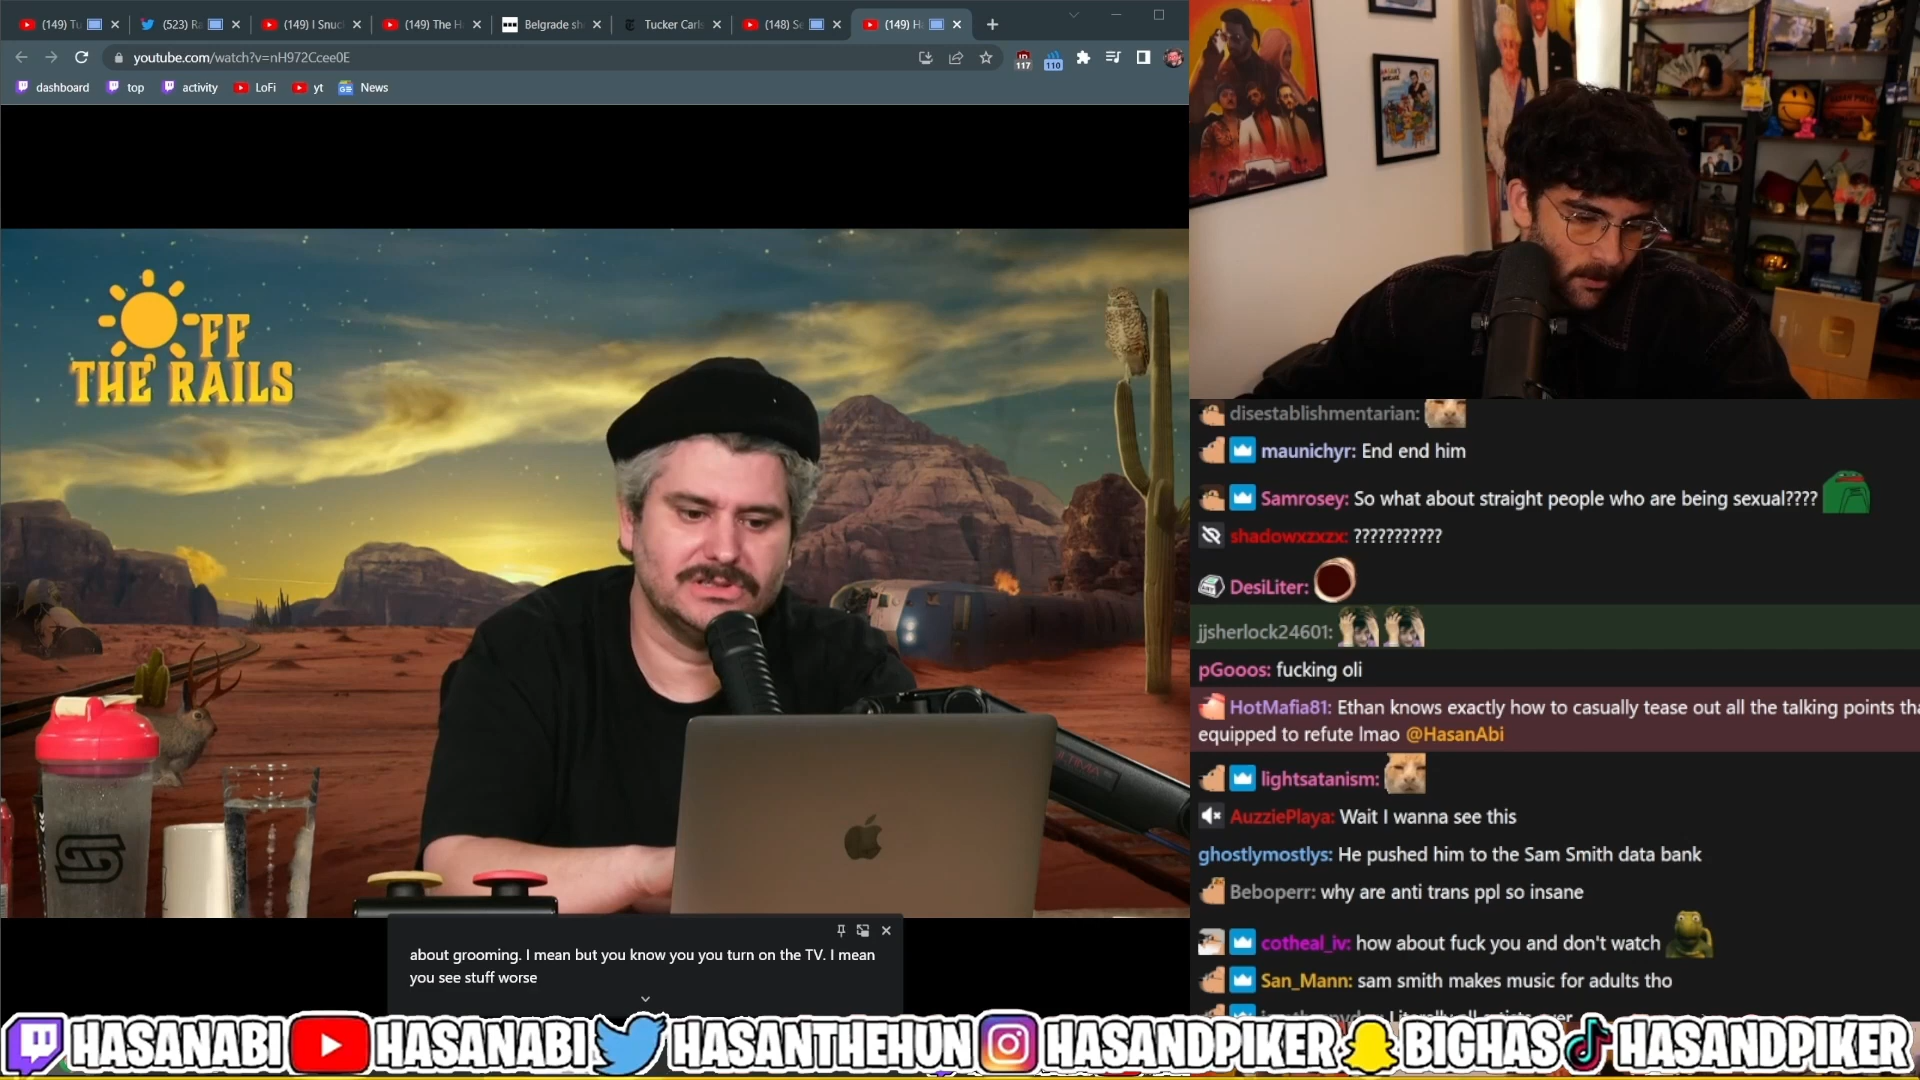 (149) Tu
(523) Ra
(149) I Snuc
(149) The H
Belgrade sh
Tucker Carls
(148) Se
(149) H
youtube.com/watch?v=nH972Ccee0E
117
110
dashboard
top
activity
LoFi
yt
News
OFF
THE RAILS
about grooming. I mean but you know you you turn on the TV. I mean
you see stuff worse
disestablishmentarian:
maunichyr: End end him
Samrosey: So what about straight people who are being sexual????
shadowxzxzx: ???????????
DesiLiter:
jjsherlock24601:
pGooos: fucking oli
HotMafia81: Ethan knows exactly how to casually tease out all the talking points tha
equipped to refute lmao @HasanAbi
lightsatanism:
AuzziePlaya: Wait I wanna see this
ghostlymostlys: He pushed him to the Sam Smith data bank
Beboperr: why are anti trans ppl so insane
cotheal_iv: how about fuck you and don't watch
San_Mann: sam smith makes music for adults tho
HASANABI HASANABI HASANTHEHUN HASANDPIKER BIGHAS HASANDPIKER